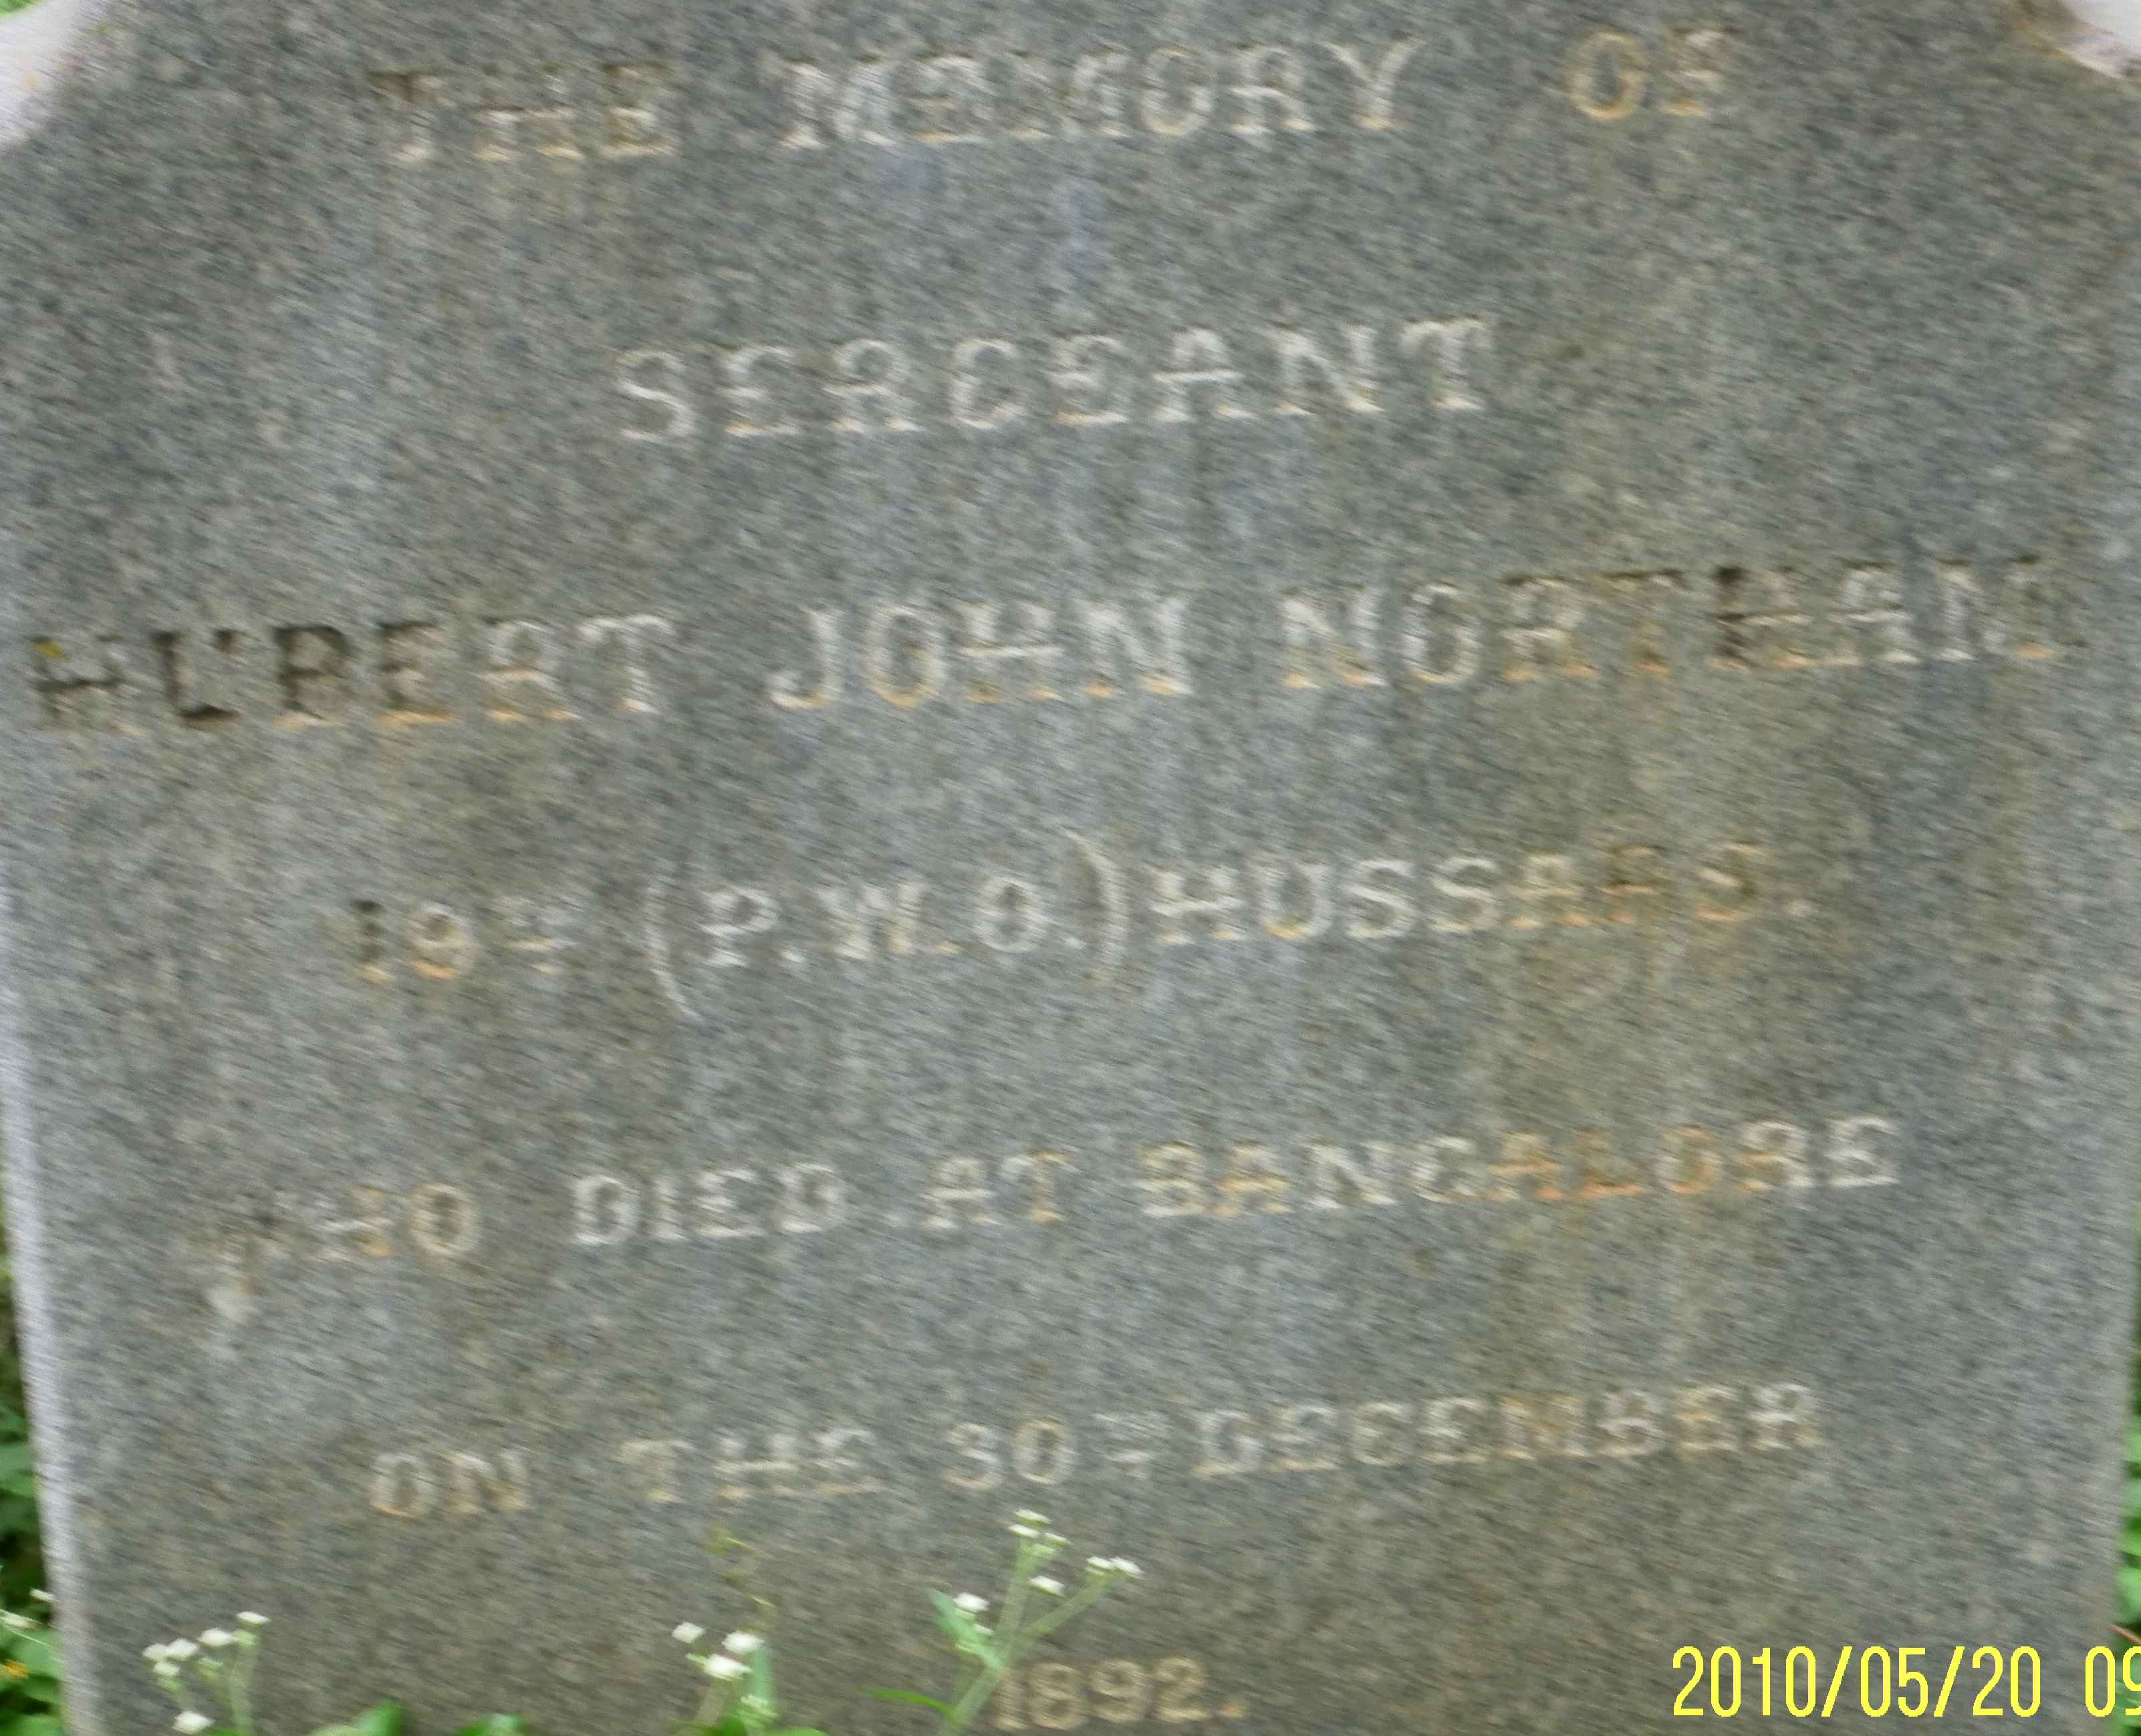 THE MEMORY OF
SERGEANT
HUBERT JOHN NORTHAM
19TH (P.W.O.) HUSSARS.
WHO DIED AT BANGALORE
ON THE 30TH DECEMBER
1892.
2010/05/20 09